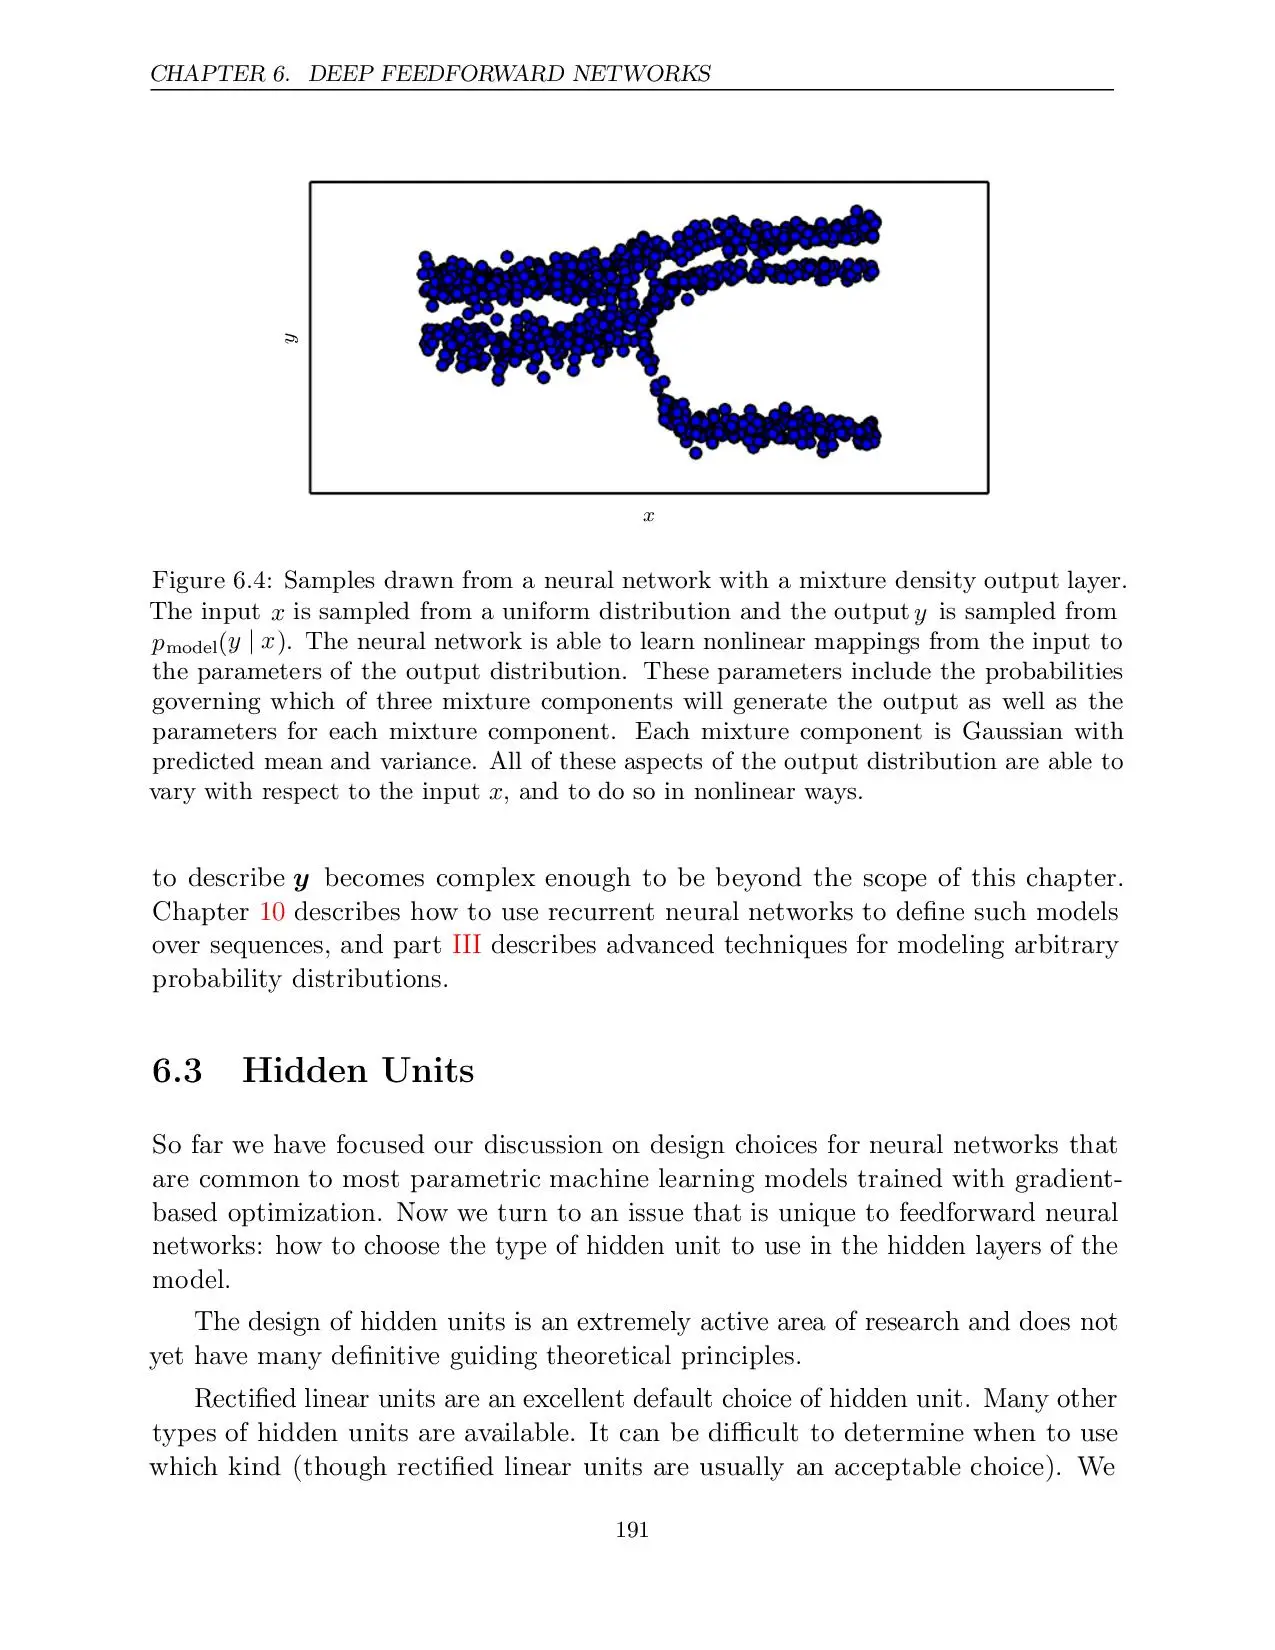 CHAPTER 6. DEEP FEEDFORWARD NETWORKS
y
x
Figure 6.4: Samples drawn from a neural network with a mixture density output layer.
The input x is sampled from a uniform distribution and the output y is sampled from
pmodel(y | x). The neural network is able to learn nonlinear mappings from the input to
the parameters of the output distribution. These parameters include the probabilities
governing which of three mixture components will generate the output as well as the
parameters for each mixture component. Each mixture component is Gaussian with
predicted mean and variance. All of these aspects of the output distribution are able to
vary with respect to the input x, and to do so in nonlinear ways.
to describe y becomes complex enough to be beyond the scope of this chapter.
Chapter 10 describes how to use recurrent neural networks to define such models
over sequences, and part III describes advanced techniques for modeling arbitrary
probability distributions.
6.3 Hidden Units
So far we have focused our discussion on design choices for neural networks that
are common to most parametric machine learning models trained with gradient-
based optimization. Now we turn to an issue that is unique to feedforward neural
networks: how to choose the type of hidden unit to use in the hidden layers of the
model.
The design of hidden units is an extremely active area of research and does not
yet have many definitive guiding theoretical principles.
Rectified linear units are an excellent default choice of hidden unit. Many other
types of hidden units are available. It can be difficult to determine when to use
which kind (though rectified linear units are usually an acceptable choice). We
191